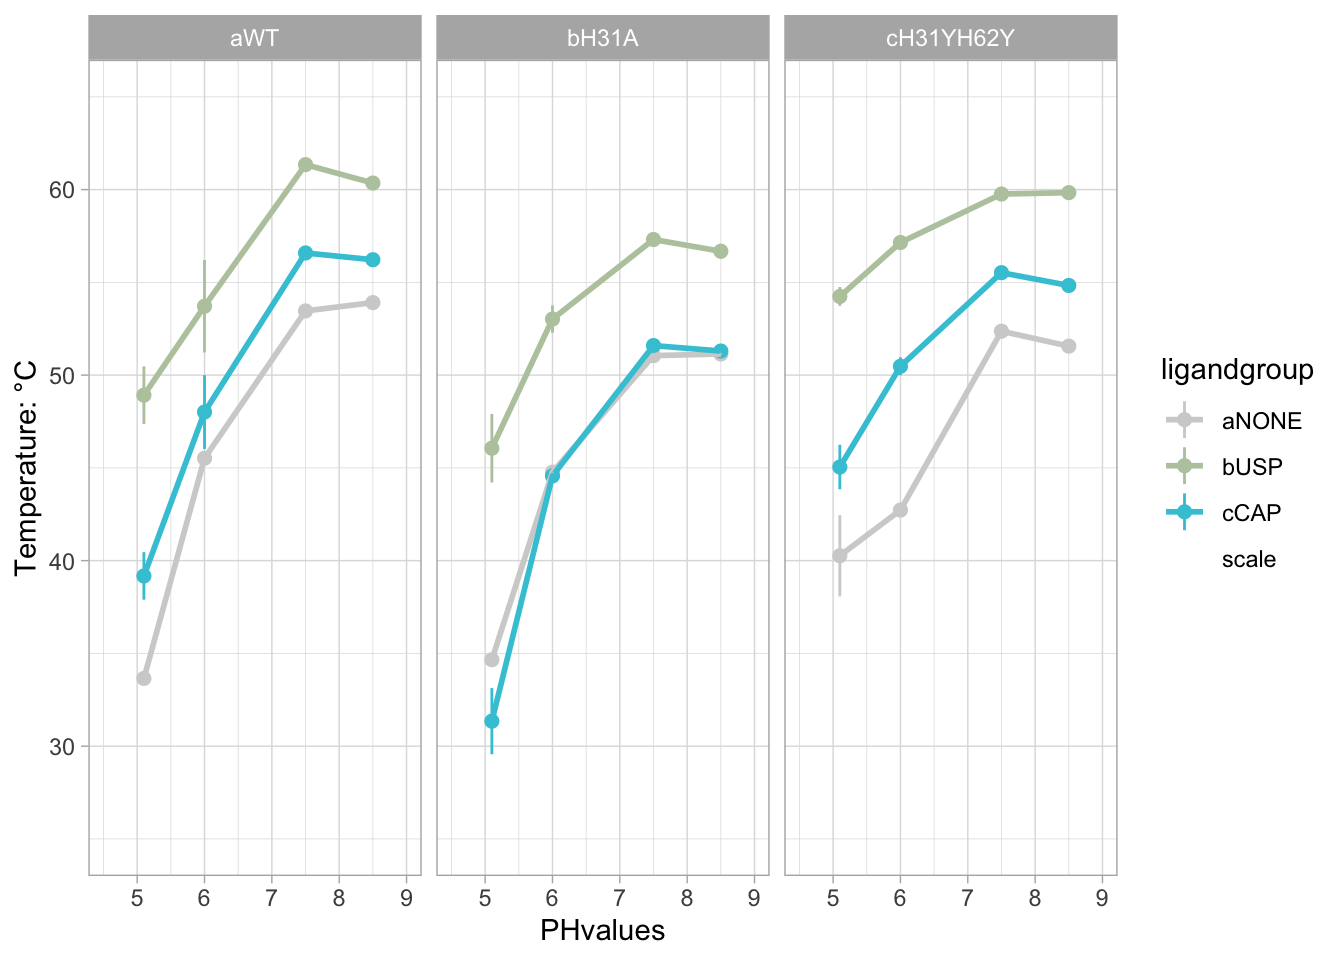 aWT bH31A cH31YH62Y
60
50
40
30
Temperature: °C
5 6 7 8 9 5 6 7 8 9 5 6 7 8 9
PHvalues
ligandgroup
aNONE
bUSP
cCAP
scale